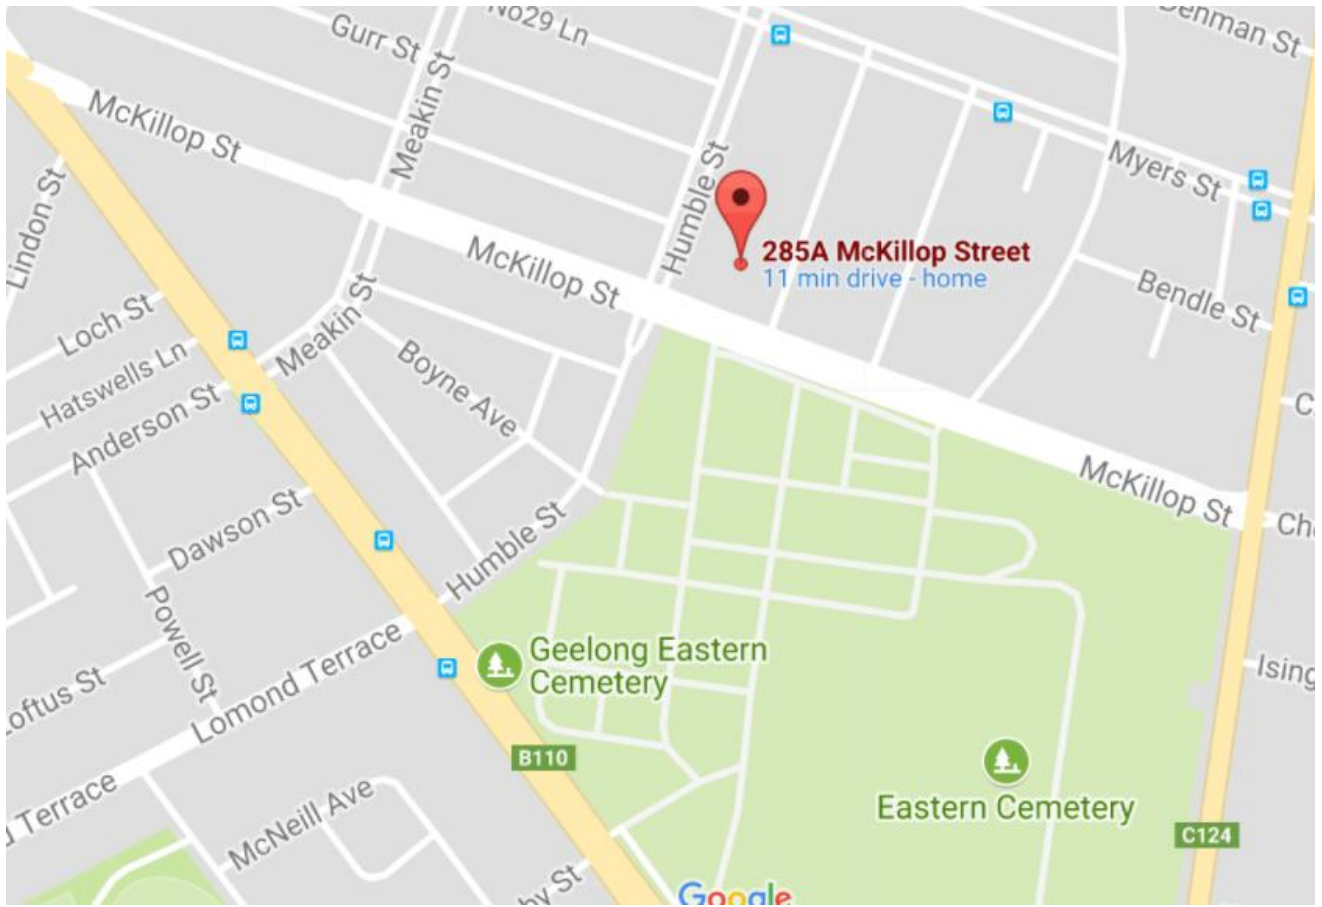 No29 Ln
Denman St
Gurr St
Meakin St
McKillop St
Myers St
Humble St
Lindon St
285A McKillop Street
11 min drive - home
McKillop St
Bendle St
Loch St
Meakin St
Hatswells Ln
Boyne Ave
Anderson St
McKillop St
Dawson St
Humble St
Powell St
Geelong Eastern
Cemetery
Lomond Terrace
B110
Eastern Cemetery
Terrace
McNeill Ave
C124
Google